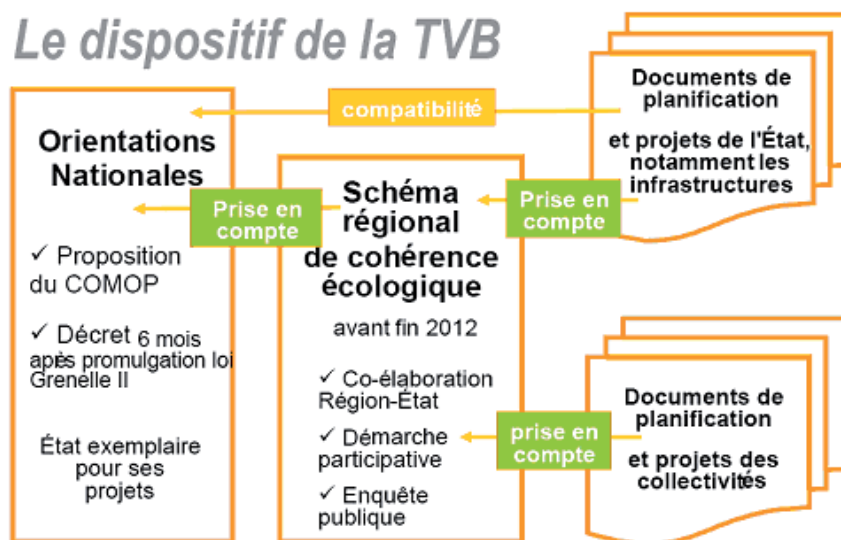 Le dispositif de la TVB
Orientations
Nationales
✓ Proposition
du COMOP
✓ Décret 6 mois
après promulgation loi
Grenelle II
État exemplaire
pour ses
projets
compatibilité
Prise en
compte
Schéma
régional
de cohérence
écologique
avant fin 2012
✓ Co-élaboration
Région-État
✓ Démarche
participative
✓ Enquête
publique
Prise en
compte
Documents de
planification
et projets de l'État,
notamment les
infrastructures
prise en
compte
Documents de
planification
et projets des
collectivités